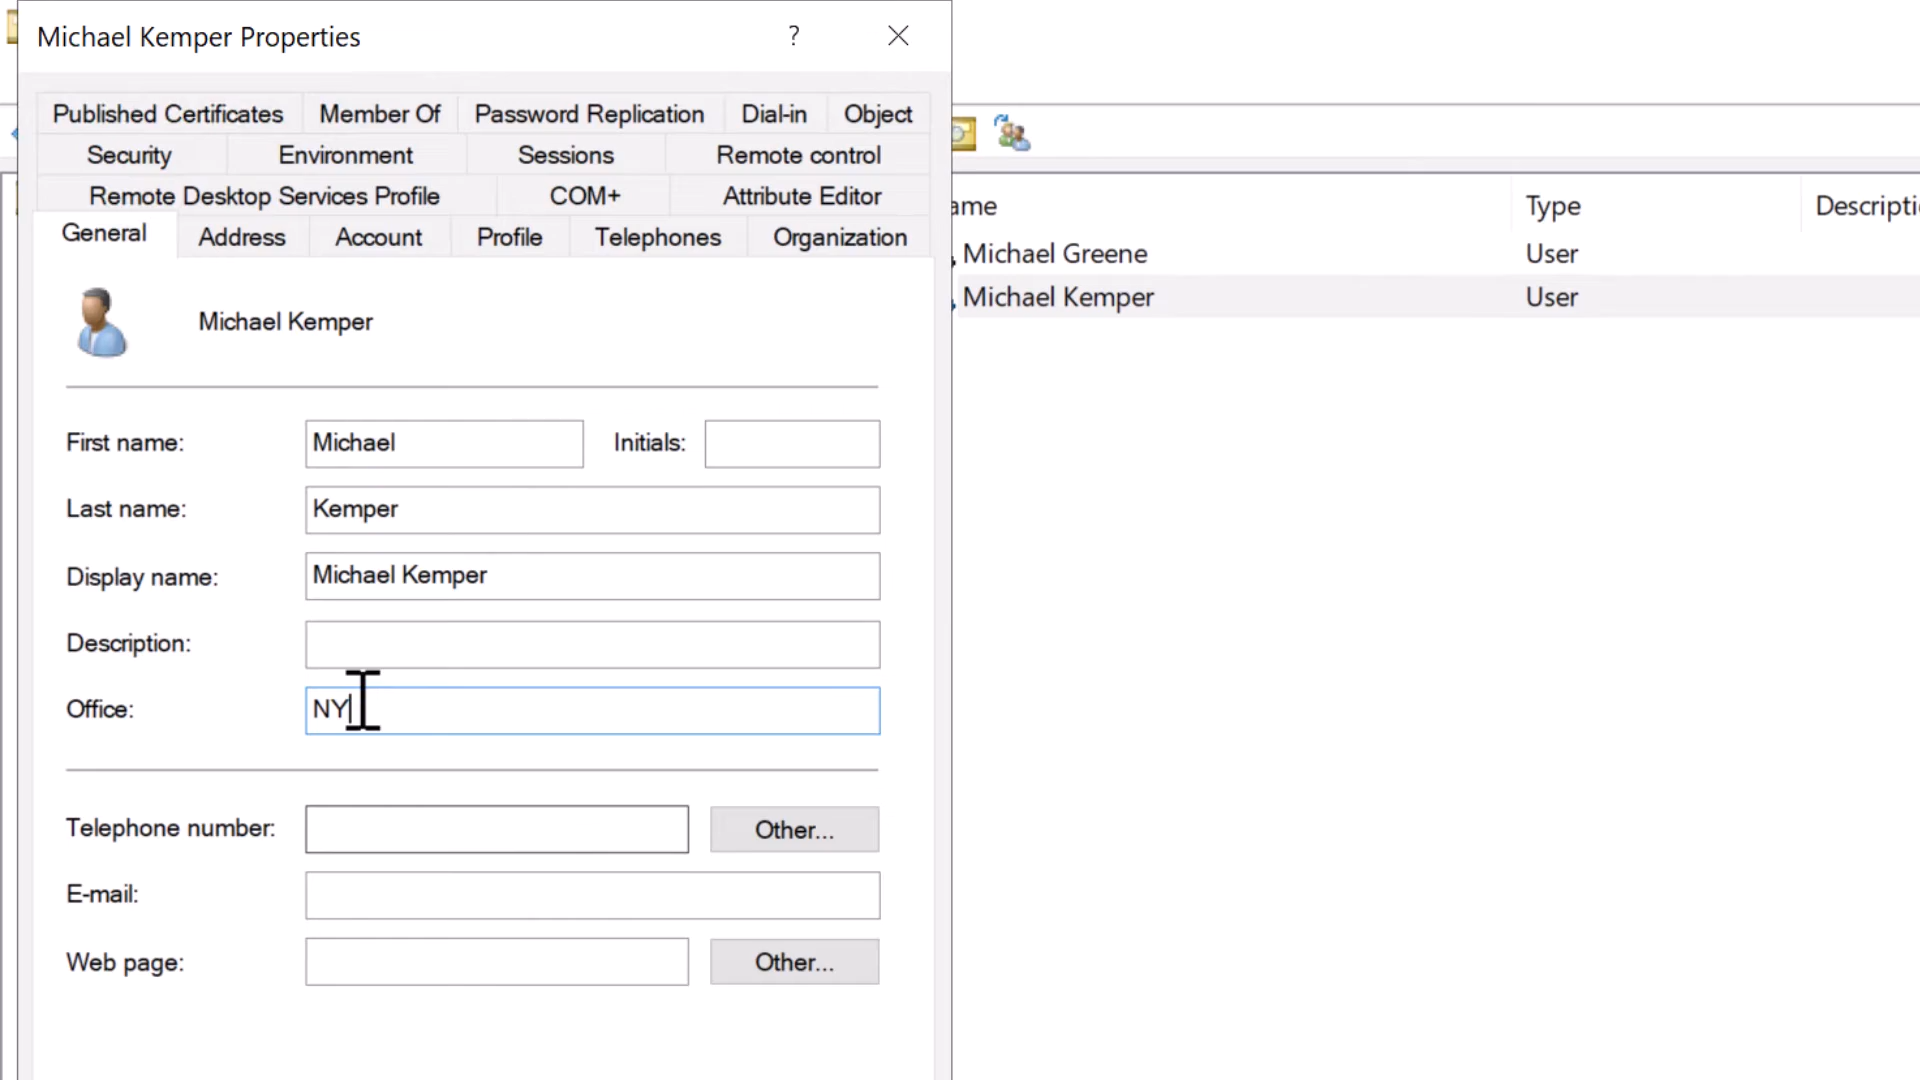 Michael Kemper Properties ?
Published Certificates Member Of Password Replication Dial-in Object
Security Environment Sessions Remote control
Remote Desktop Services Profile COM+ Attribute Editor
General Address Account Profile Telephones Organization
Michael Kemper
First name: Michael Initials:
Last name: Kemper
Display name: Michael Kemper
Description:
Office: NY
Telephone number: Other...
E-mail:
Web page: Other...
ame Type Descripti
Michael Greene User
Michael Kemper User